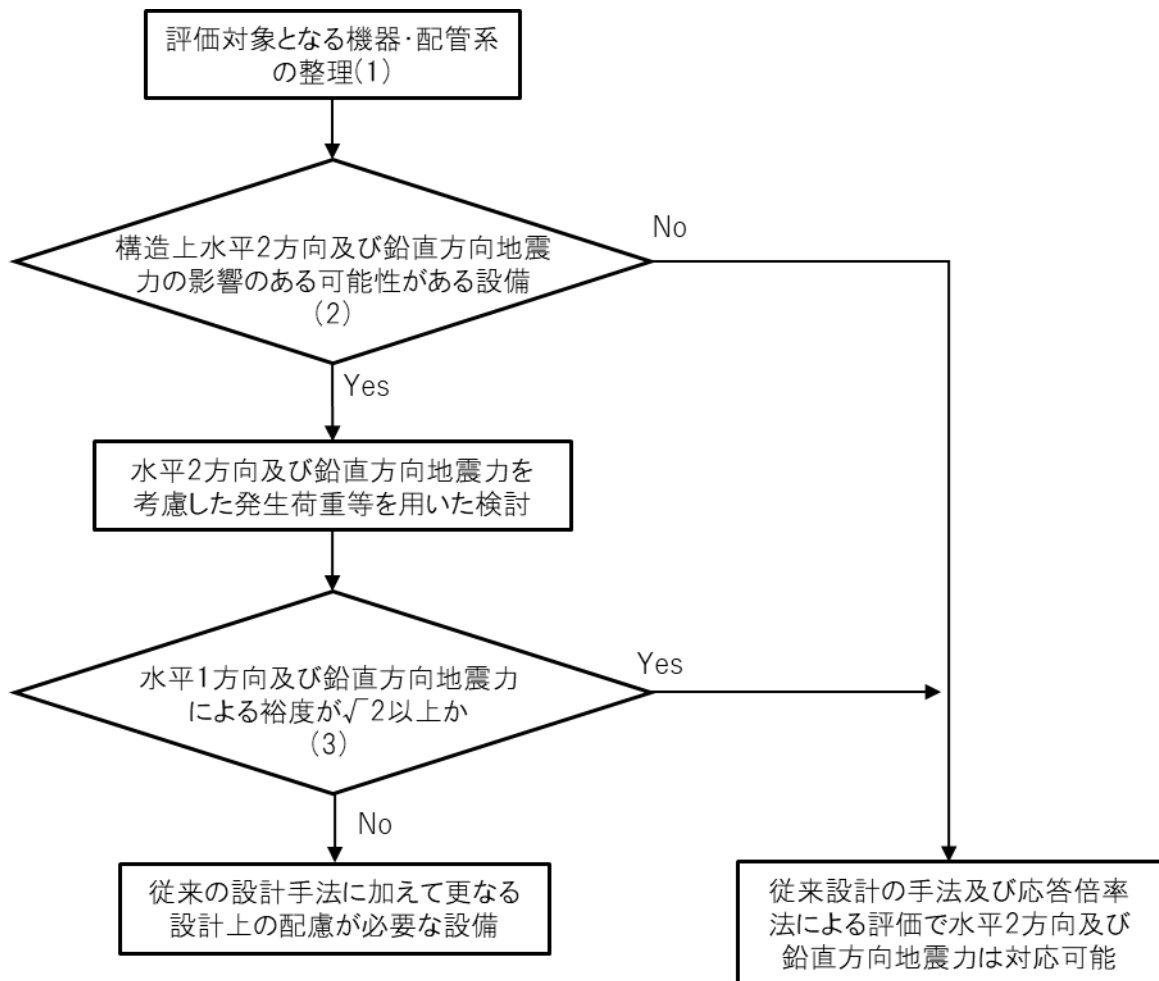 評価対象となる機器・配管系
の整理(1)
No
構造上水平2方向及び鉛直方向地震
力の影響のある可能性がある設備
(2)
Yes
水平2方向及び鉛直方向地震力を
考慮した発生荷重等を用いた検討
Yes
水平1方向及び鉛直方向地震力
による裕度が√2以上か
(3)
No
従来の設計手法に加えて更なる
設計上の配慮が必要な設備
従来設計の手法及び応答倍率
法による評価で水平2方向及び
鉛直方向地震力は対応可能